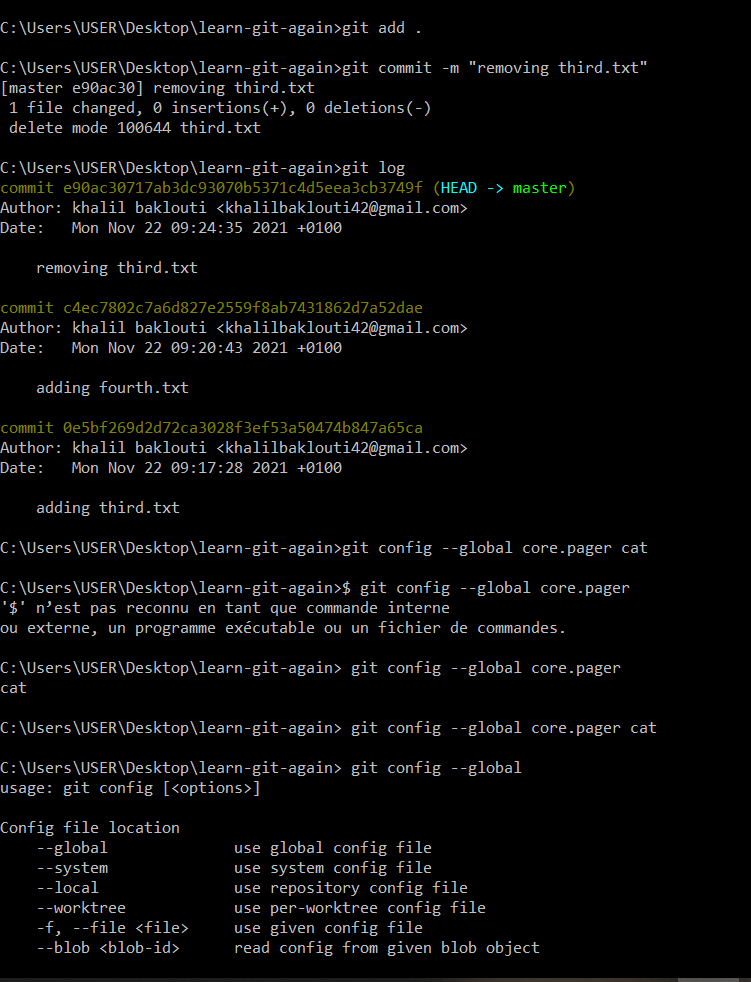 C:\Users\USER\Desktop\learn-git-again>git add .
C:\Users\USER\Desktop\learn-git-again>git commit -m "removing third.txt"
[master e90ac30] removing third.txt
 1 file changed, 0 insertions(+), 0 deletions(-)
 delete mode 100644 third.txt
C:\Users\USER\Desktop\learn-git-again>git log
commit e90ac30717ab3dc93070b5371c4d5eea3cb3749f (HEAD -> master)
Author: khalil baklouti <khalilbaklouti42@gmail.com>
Date:   Mon Nov 22 09:24:35 2021 +0100
    removing third.txt
commit c4ec7802c7a6d827e2559f8ab7431862d7a52dae
Author: khalil baklouti <khalilbaklouti42@gmail.com>
Date:   Mon Nov 22 09:20:43 2021 +0100
    adding fourth.txt
commit 0e5bf269d2d72ca3028f3ef53a50474b847a65ca
Author: khalil baklouti <khalilbaklouti42@gmail.com>
Date:   Mon Nov 22 09:17:28 2021 +0100
    adding third.txt
C:\Users\USER\Desktop\learn-git-again>git config --global core.pager cat
C:\Users\USER\Desktop\learn-git-again>$ git config --global core.pager
'$' n’est pas reconnu en tant que commande interne
ou externe, un programme exécutable ou un fichier de commandes.
C:\Users\USER\Desktop\learn-git-again> git config --global core.pager
cat
C:\Users\USER\Desktop\learn-git-again> git config --global core.pager cat
C:\Users\USER\Desktop\learn-git-again> git config --global
usage: git config [<options>]
Config file location
    --global              use global config file
    --system              use system config file
    --local               use repository config file
    --worktree            use per-worktree config file
    -f, --file <file>     use given config file
    --blob <blob-id>      read config from given blob object